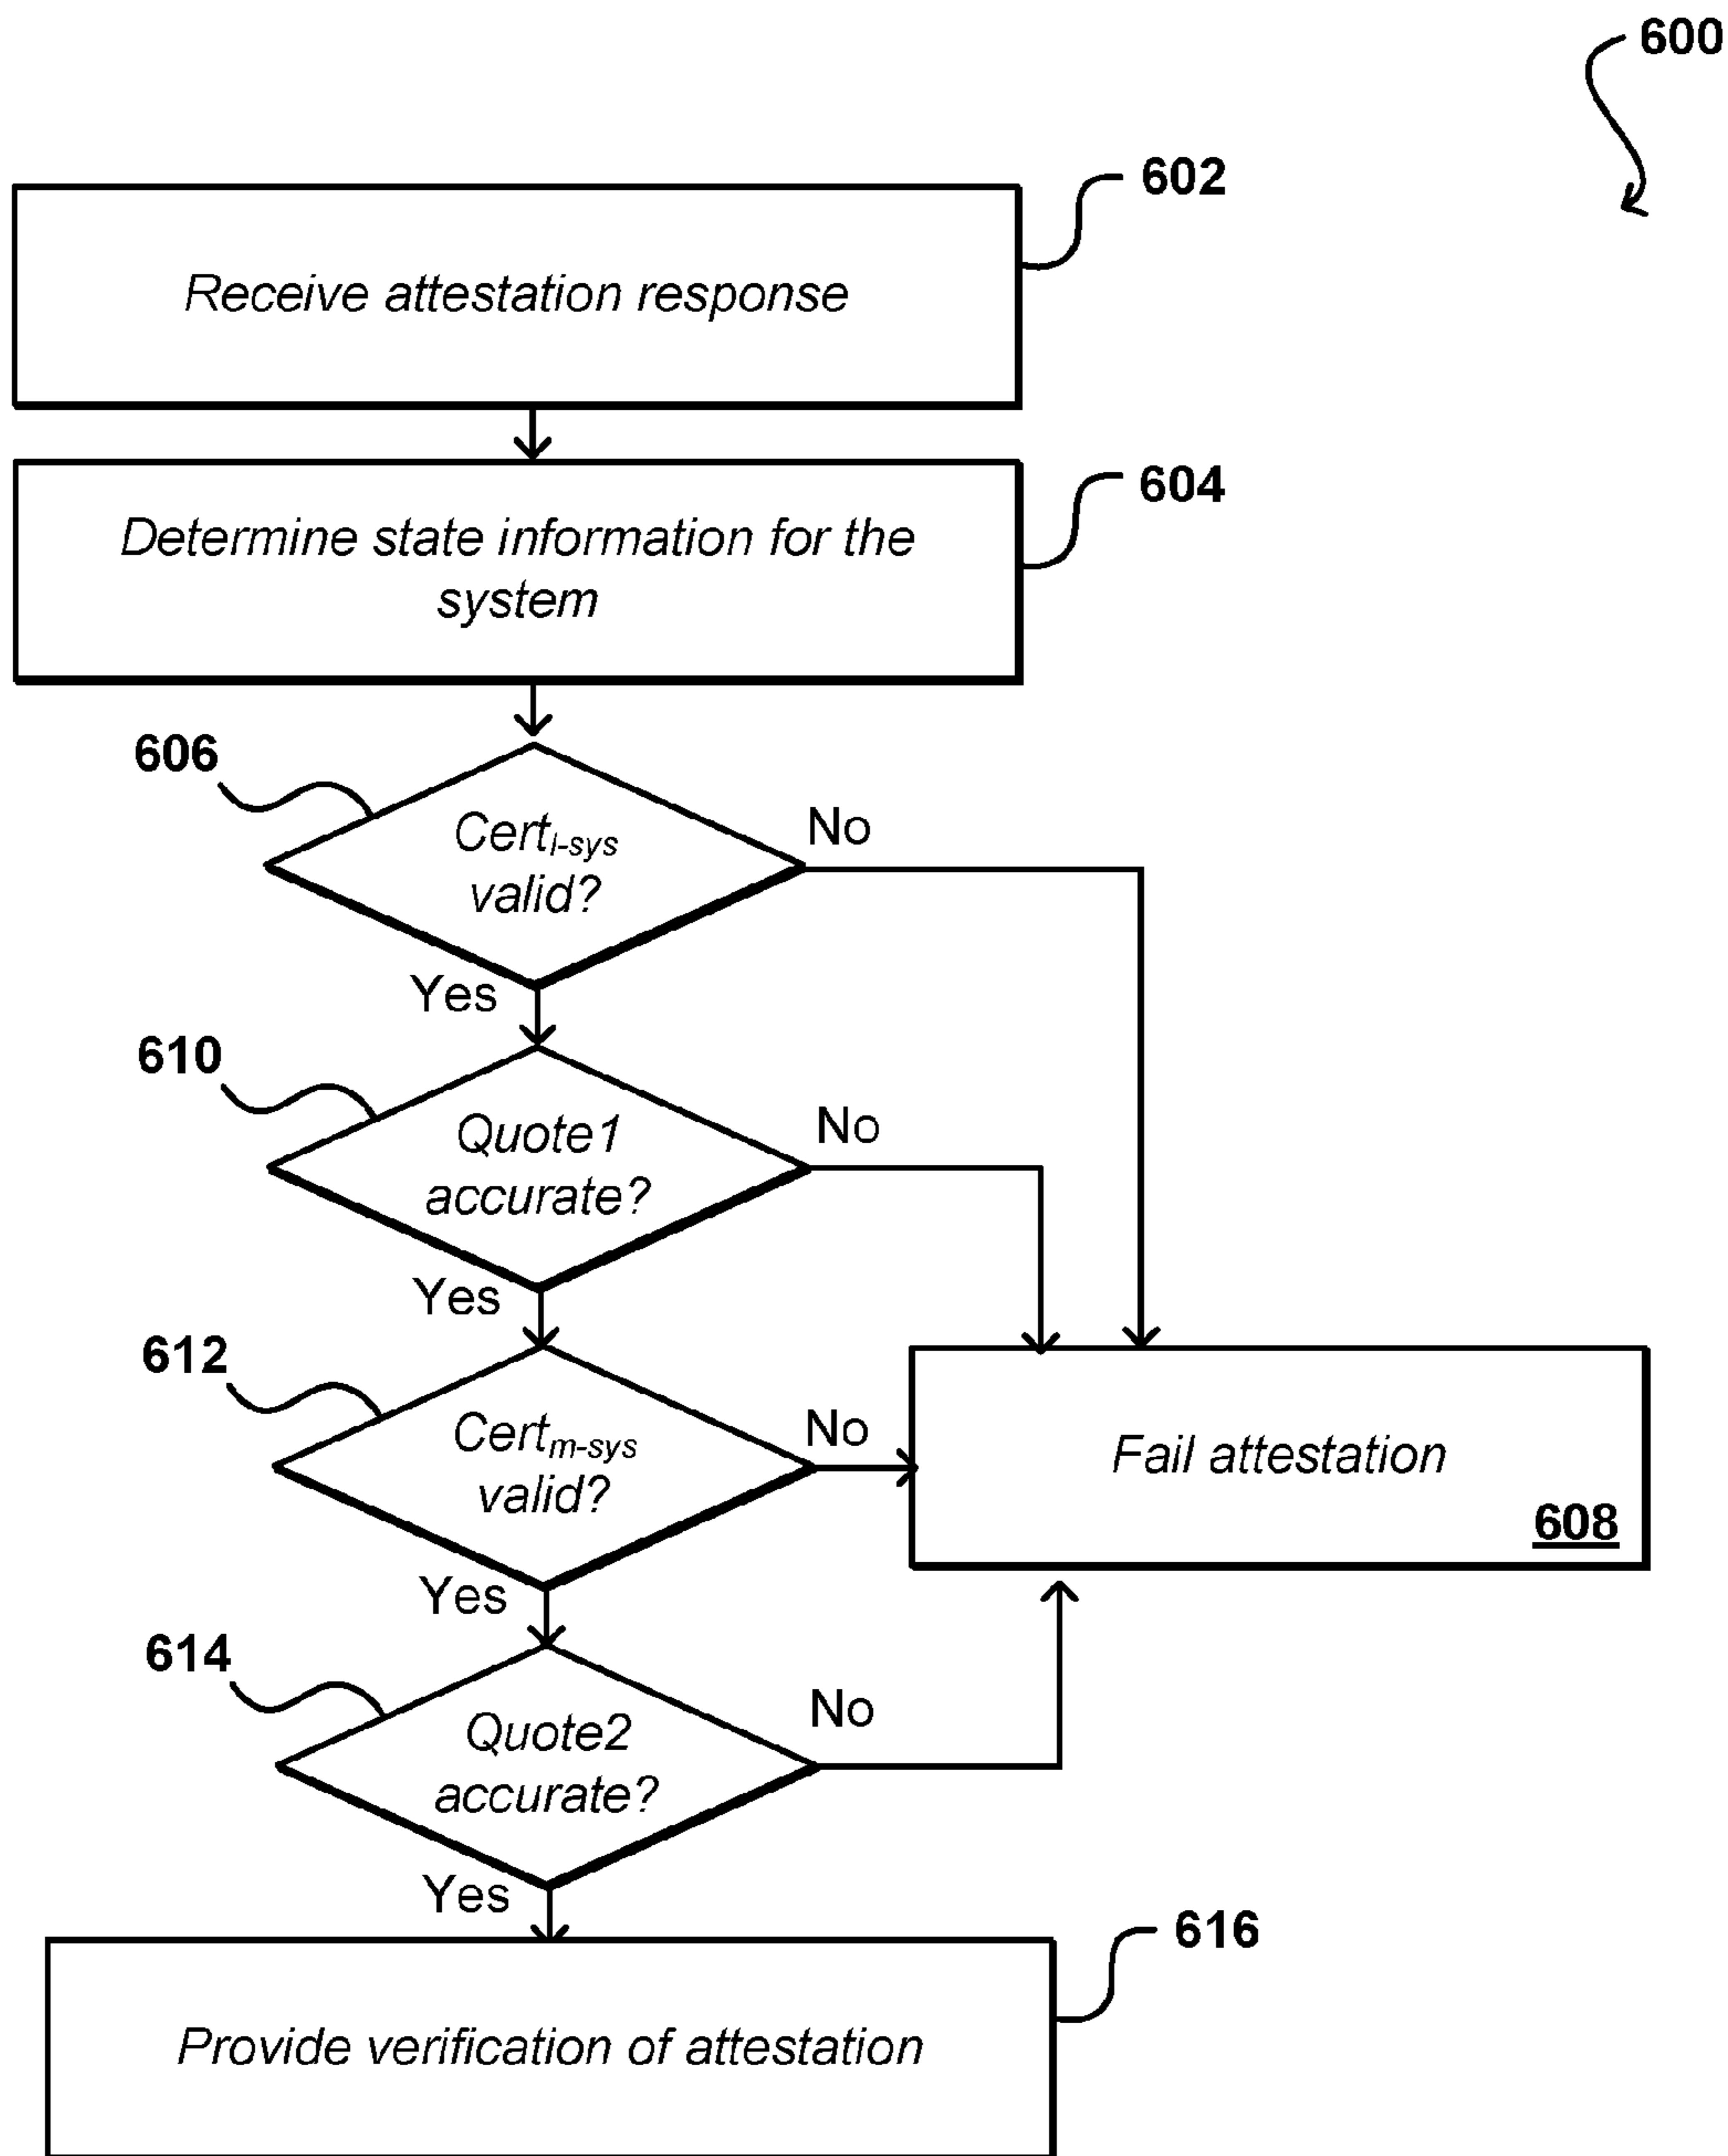 600
602
Receive attestation response
604
Determine state information for the
system
606
Cert_l-sys
valid?
No
Yes
610
Quote1
accurate?
No
Yes
612
Cert_m-sys
valid?
No
Fail attestation
608
Yes
614
Quote2
accurate?
No
Yes
616
Provide verification of attestation